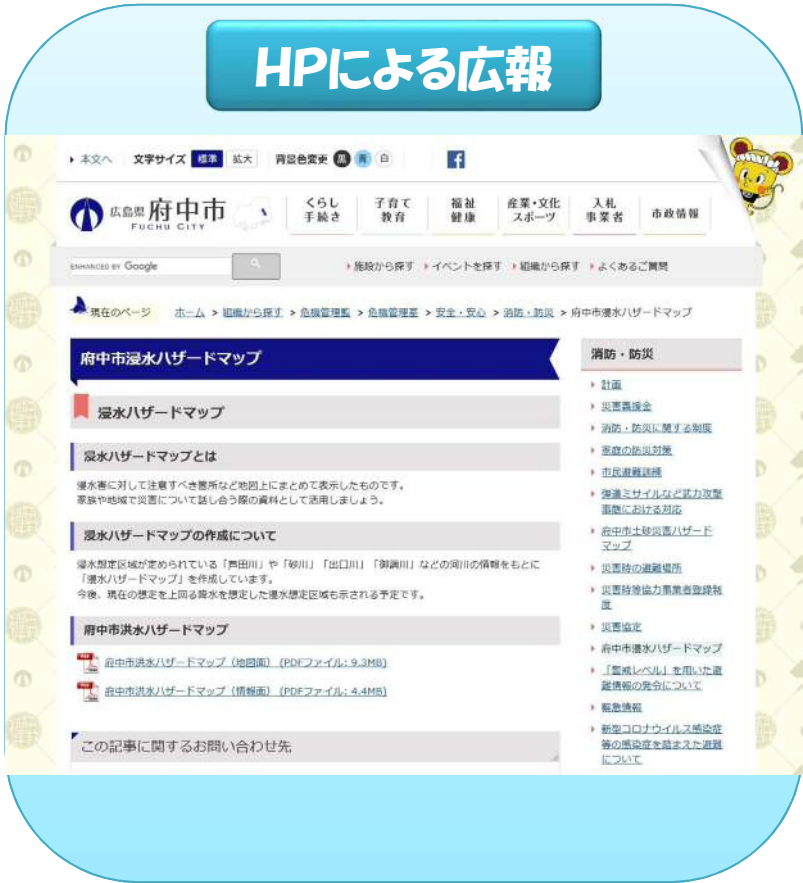 HPによる広報
本文へ 文字サイズ 標準 拡大 背景色変更 黒 青 白
広島県 府中市
FUCHU CITY
くらし 手続き
子育て 教育
福祉 健康
産業・文化 スポーツ
入札 事業者
市政情報
ENHANCED BY Google
施設から探す イベントを探す 組織から探す よくあるご質問
現在のページ ホーム > 組織から探す > 危機管理監 > 危機管理室 > 安全・安心 > 消防・防災 > 府中市浸水ハザードマップ
府中市浸水ハザードマップ
浸水ハザードマップ
浸水ハザードマップとは
浸水害に対して注意すべき箇所など地図上にまとめて表示したものです。
家族や地域で災害について話し合う際の資料として活用しましょう。
浸水ハザードマップの作成について
浸水想定区域が定められている「芦田川」や「砂川」「出口川」「御調川」などの河川の情報をもとに
「浸水ハザードマップ」を作成しています。
今後、現在の想定を上回る降水を想定した浸水想定区域も示される予定です。
府中市洪水ハザードマップ
府中市洪水ハザードマップ（地図面） (PDFファイル: 9.3MB)
府中市洪水ハザードマップ（情報面） (PDFファイル: 4.4MB)
この記事に関するお問い合わせ先
消防・防災
計画
災害義援金
消防・防災に関する制度
家庭の防災対策
市民避難訓練
弾道ミサイルなど武力攻撃
事態における対応
府中市土砂災害ハザード
マップ
災害時の避難場所
災害時等協力事業者登録制
度
災害協定
府中市浸水ハザードマップ
「警戒レベル」を用いた避
難情報の発令について
緊急情報
新型コロナウイルス感染症
等の感染症を踏まえた避難
について